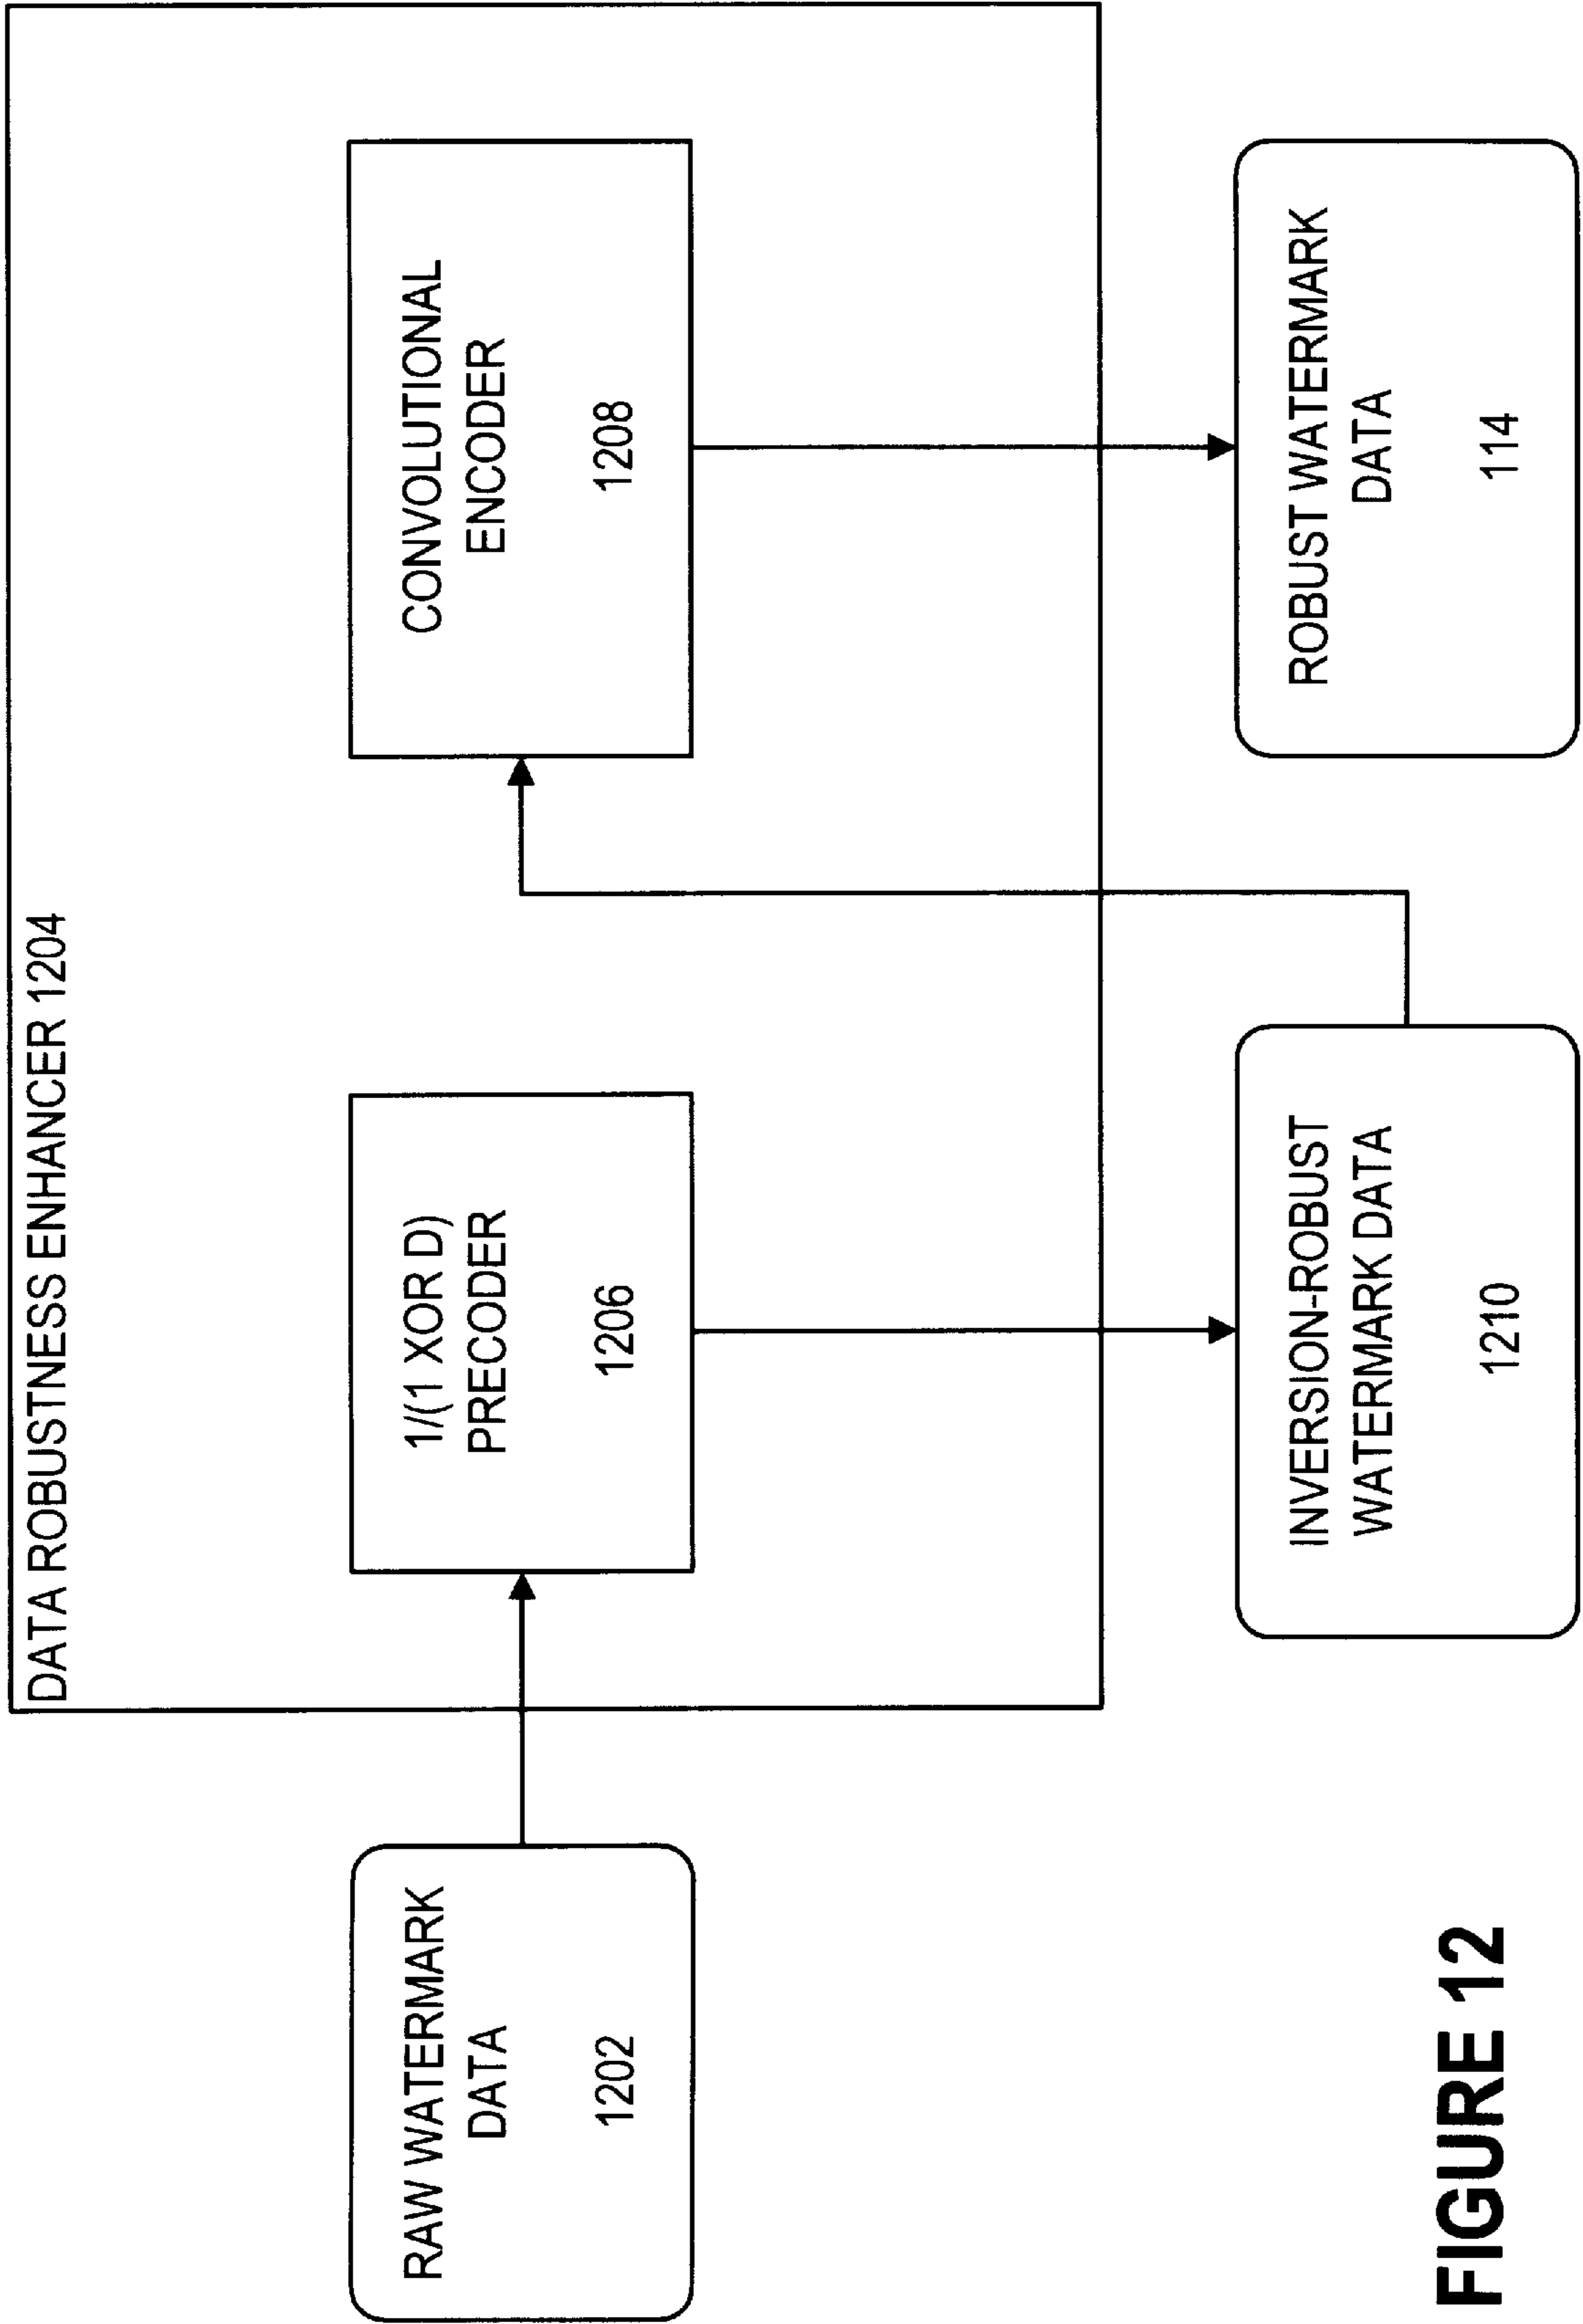 DATA ROBUSTNESS ENHANCER 1204
RAW WATERMARK
DATA
1202
1/(1 XOR D)
PRECODER
1206
CONVOLUTIONAL
ENCODER
1208
INVERSION-ROBUST
WATERMARK DATA
1210
ROBUST WATERMARK
DATA
114
FIGURE 12